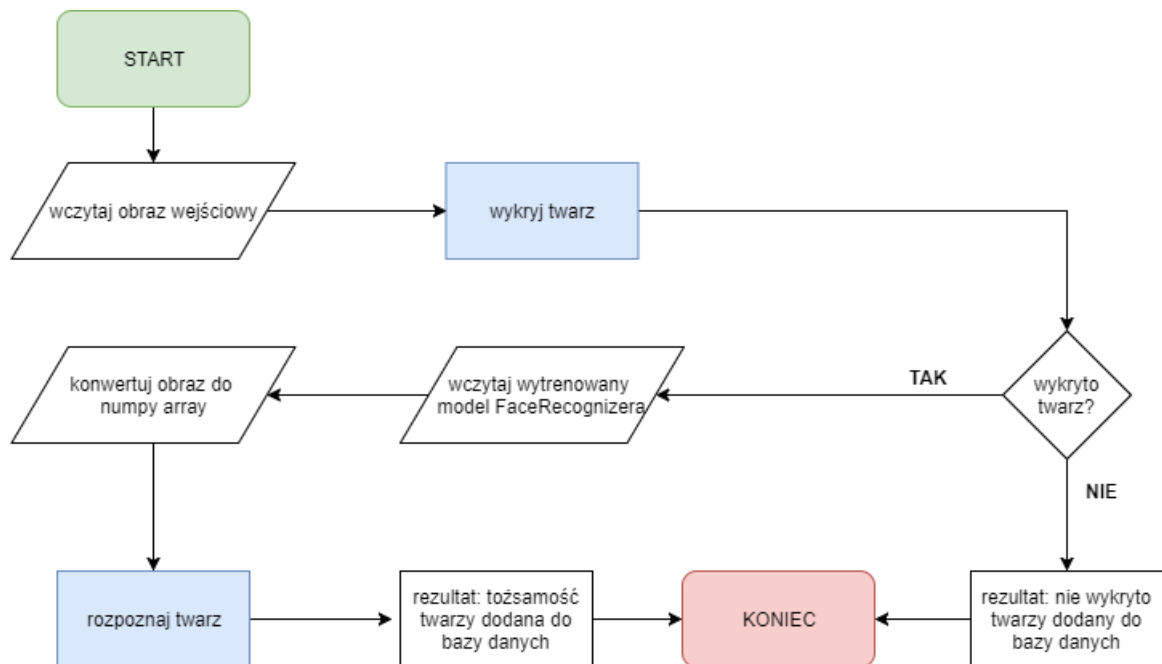 START
wczytaj obraz wejściowy
wykryj twarz
wykryto
twarz?
TAK
wczytaj wytrenowany
model FaceRecognizera
konwertuj obraz do
numpy array
NIE
rozpoznaj twarz
rezultat: tożsamość
twarzy dodana do
bazy danych
KONIEC
rezultat: nie wykryto
twarzy dodany do
bazy danych